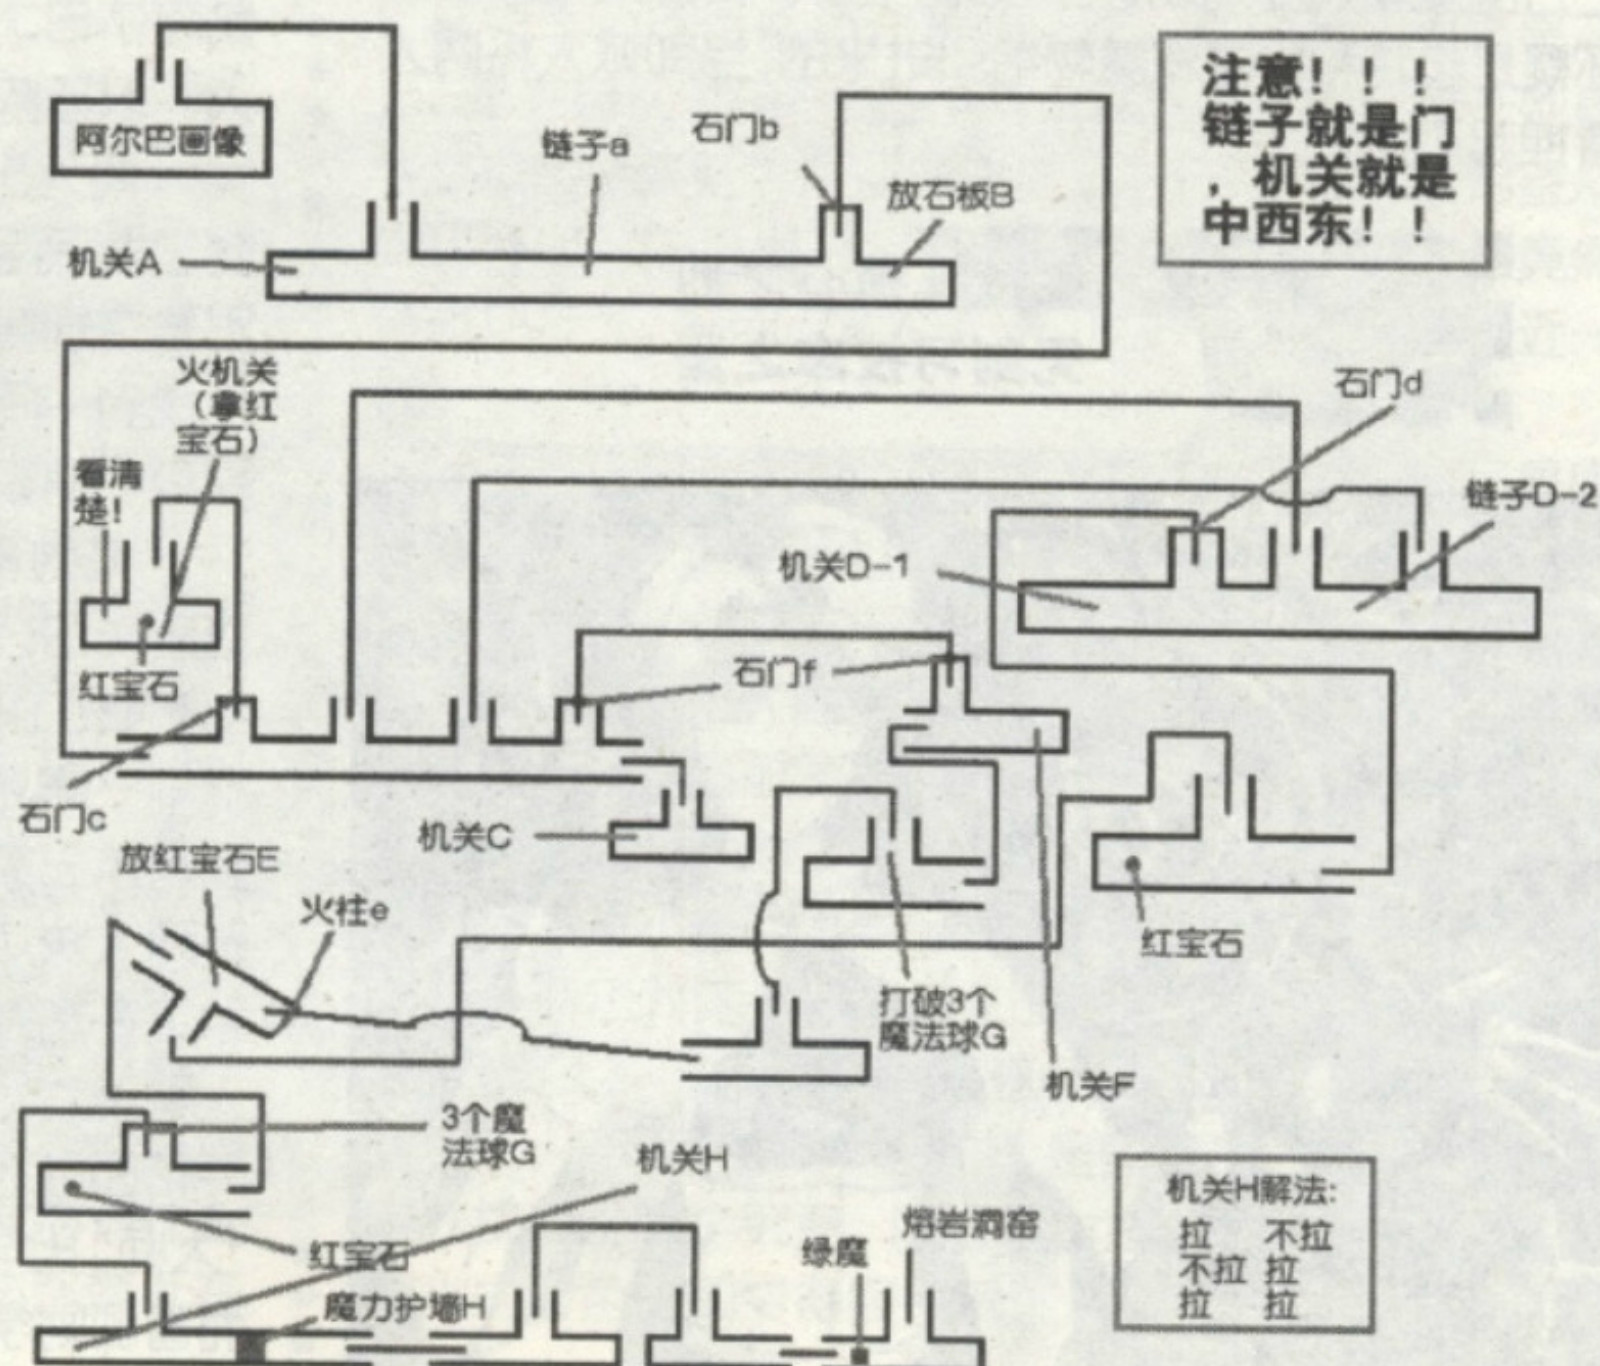 注意！！！
链子就是门
，机关就是
中西东！！
阿尔巴画像
链子a
石门b
放石板B
机关A
火机关
（拿红
宝石）
看清
楚！
红宝石
石门d
链子D-2
机关D-1
石门f
石门c
机关C
放红宝石E
火柱e
红宝石
打破3个
魔法球G
机关F
3个魔
法球G
机关H
红宝石
魔力护墙H
绿魔
熔岩洞窟
机关H解法:
拉 不拉
不拉 拉
拉 拉